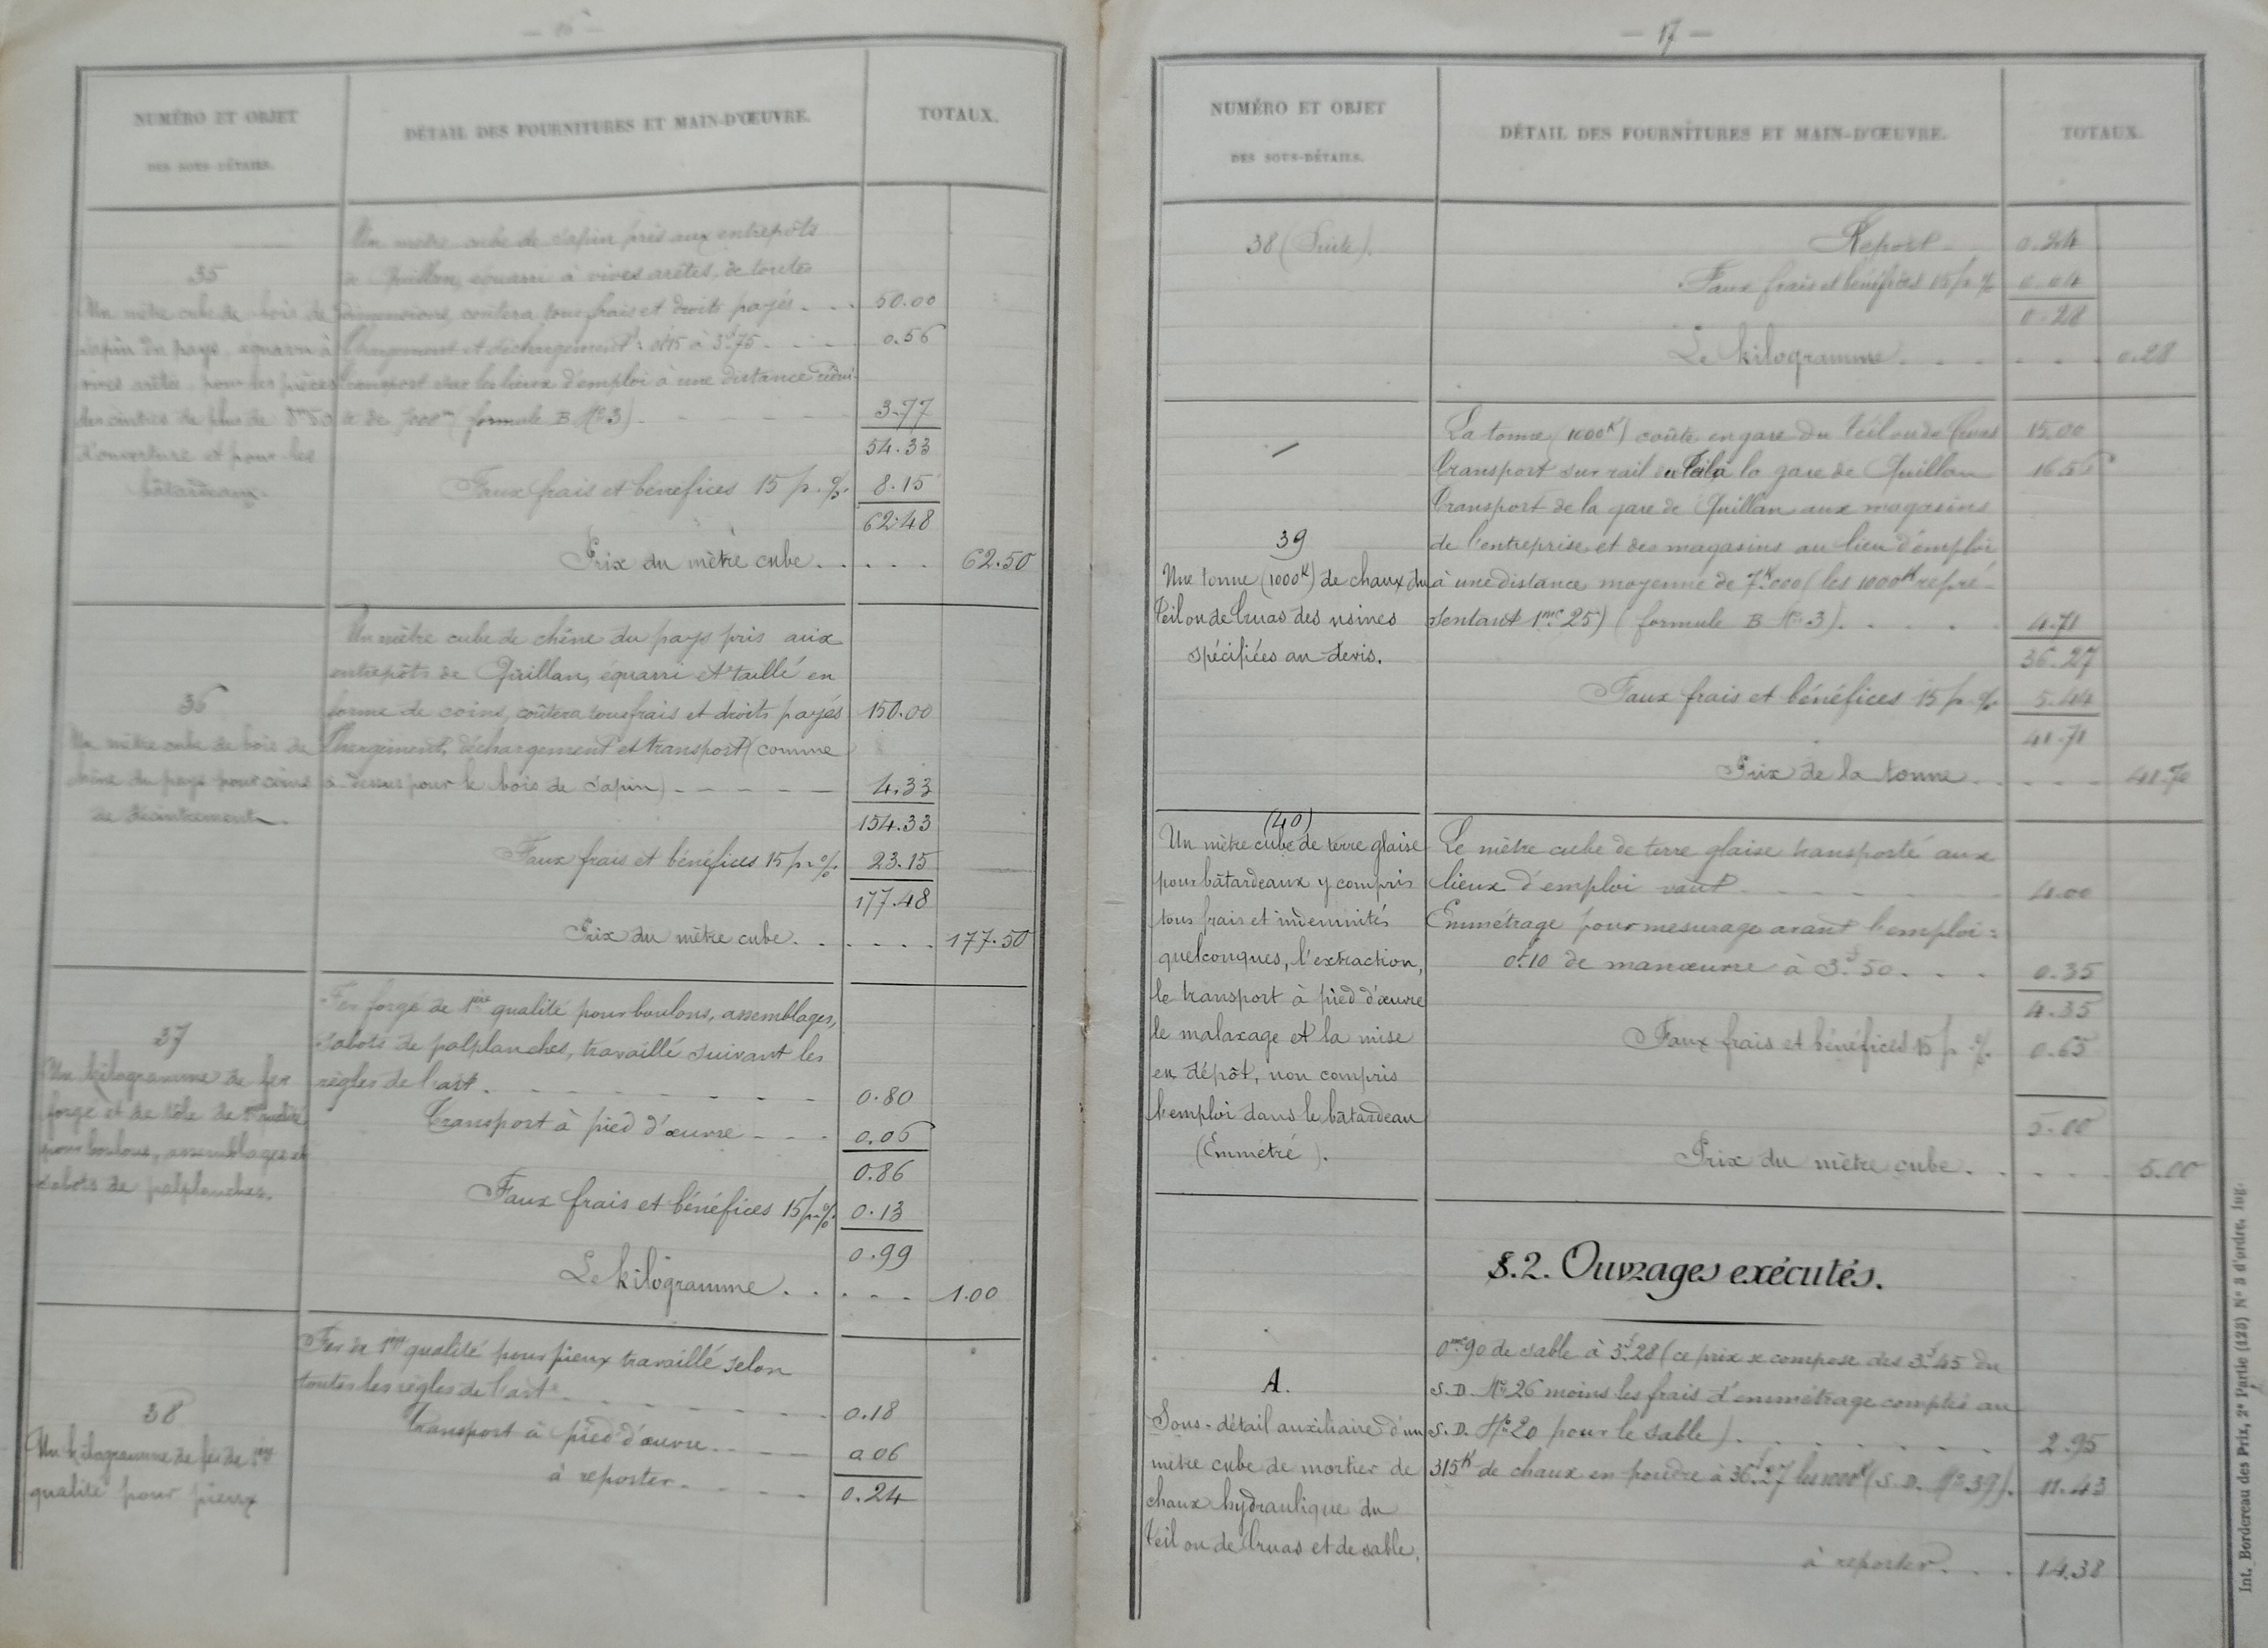 — 16 —
NUMÉRO ET OBJET
DES SOUS-DÉTAILS.
DÉTAIL DES FOURNITURES ET MAIN-D'ŒUVRE.
TOTAUX.
35
Un mètre cube de bois de
sapin du pays, équarri à
vives arêtes, pour les pièces
des cintres de plus de 8m50
d'ouverture et pour les
bâtardeaux.
Un mètre cube de sapin pris aux entrepôts
de Quillan, équarri à vives arêtes, de toutes
dimensions, coûtera tous frais et droits payés . . . 50.00
Chargement et déchargement: 0j15 à 3f75 . . . 0.56
Transport sur les lieux d'emploi à une distance rédui-
te de 7000m (formule B No 3) . . . 3.77
54.33
Faux frais et bénéfices 15 p. % 8.15
62.48
Prix du mètre cube . . . . . 62.50
36
Un mètre cube de bois de
chêne du pays pour coins
de décintrement.
Un mètre cube de chêne du pays pris aux
entrepôts de Quillan, équarri et taillé en
forme de coins, coûtera tous frais et droits payés 150.00
Chargement, déchargement et transport (comme
ci-dessus pour le bois de sapin) - - - - - 4.33
154.33
Faux frais et bénéfices 15 p. % 23.15
177.48
Prix du mètre cube . . . . . . 177.50
37
Un kilogramme de fer
forgé et de tôle de 1ère qualité
pour boulons, assemblages et
sabots de palplanches.
Fer forgé de 1ère qualité pour boulons, assemblages,
sabots de palplanches, travaillé suivant les
règles de l'art . - - - - - - - 0.80
Transport à pied d'œuvre - - - 0.06
0.86
Faux frais et bénéfices 15 p. % 0.13
0.99
Le kilogramme . . . . . 1.00
38
Un kilogramme de fer de 1ère
qualité pour pieux
Fer de 1ère qualité pour pieux travaillé selon
toutes les règles de l'art - - - - - - 0.18
Transport à pied d'œuvre . - - - 0.06
à reporter . - - - - 0.24
— 17 —
NUMÉRO ET OBJET
DES SOUS-DÉTAILS.
DÉTAIL DES FOURNITURES ET MAIN-D'ŒUVRE.
TOTAUX.
38 (Suite).
Report 0.24
Faux frais et bénéfices 15 p. % 0.04
0.28
Le kilogramme . . . . . . . 0.28
39
Une tonne (1000K) de chaux du
Teil ou de Cruas des usines
spécifiées au devis.
La tonne (1000K) coûte en gare du Teil ou de Cruas 15.00
Transport sur rail du Teil à la gare de Quillan 16.56
Transport de la gare de Quillan aux magasins
de l'entreprise et des magasins au lieu d'emploi
à une distance moyenne de 7K000 (les 1000K repré-
sentant 1mc25) (formule B No 3) . . . . . 4.71
36.27
Faux frais et bénéfices 15 p. % 5.44
41.71
Prix de la tonne . . . . . 41.70
(40)
Un mètre cube de terre glaise
pour bâtardeaux y compris
tous frais et indemnités
quelconques, l'extraction,
le transport à pied d'œuvre
le malaxage et la mise
en dépôt, non compris
l'emploi dans le bâtardeau
(Emmétré).
Le mètre cube de terre glaise transporté aux
lieux d'emploi vaut - - - - - - 4.00
Emmétrage pour mesurage avant l'emploi:
0j10 de manœuvre à 3f50 . . . 0.35
4.35
Faux frais et bénéfices 15 p. % 0.65
5.00
Prix du mètre cube . . . . . 5.00
§.2. Ouvrages exécutés.
A.
Sous-détail auxiliaire d'un
mètre cube de mortier de
chaux hydraulique du
Teil ou de Cruas et de sable.
0mc90 de sable à 3f28 (ce prix se compose des 3f45 du
S.D. No 26 moins les frais d'emmétrage comptés au
S.D. No 20 pour le sable) . . . . . . . 2.95
315K de chaux en poudre à 36f27 les 1000K (S.D. No 39) . 11.43
à reporter . . . . 14.38
Int. Bordereau des Prix, 2e Partie (123) No 3 d'ordre. Ing.